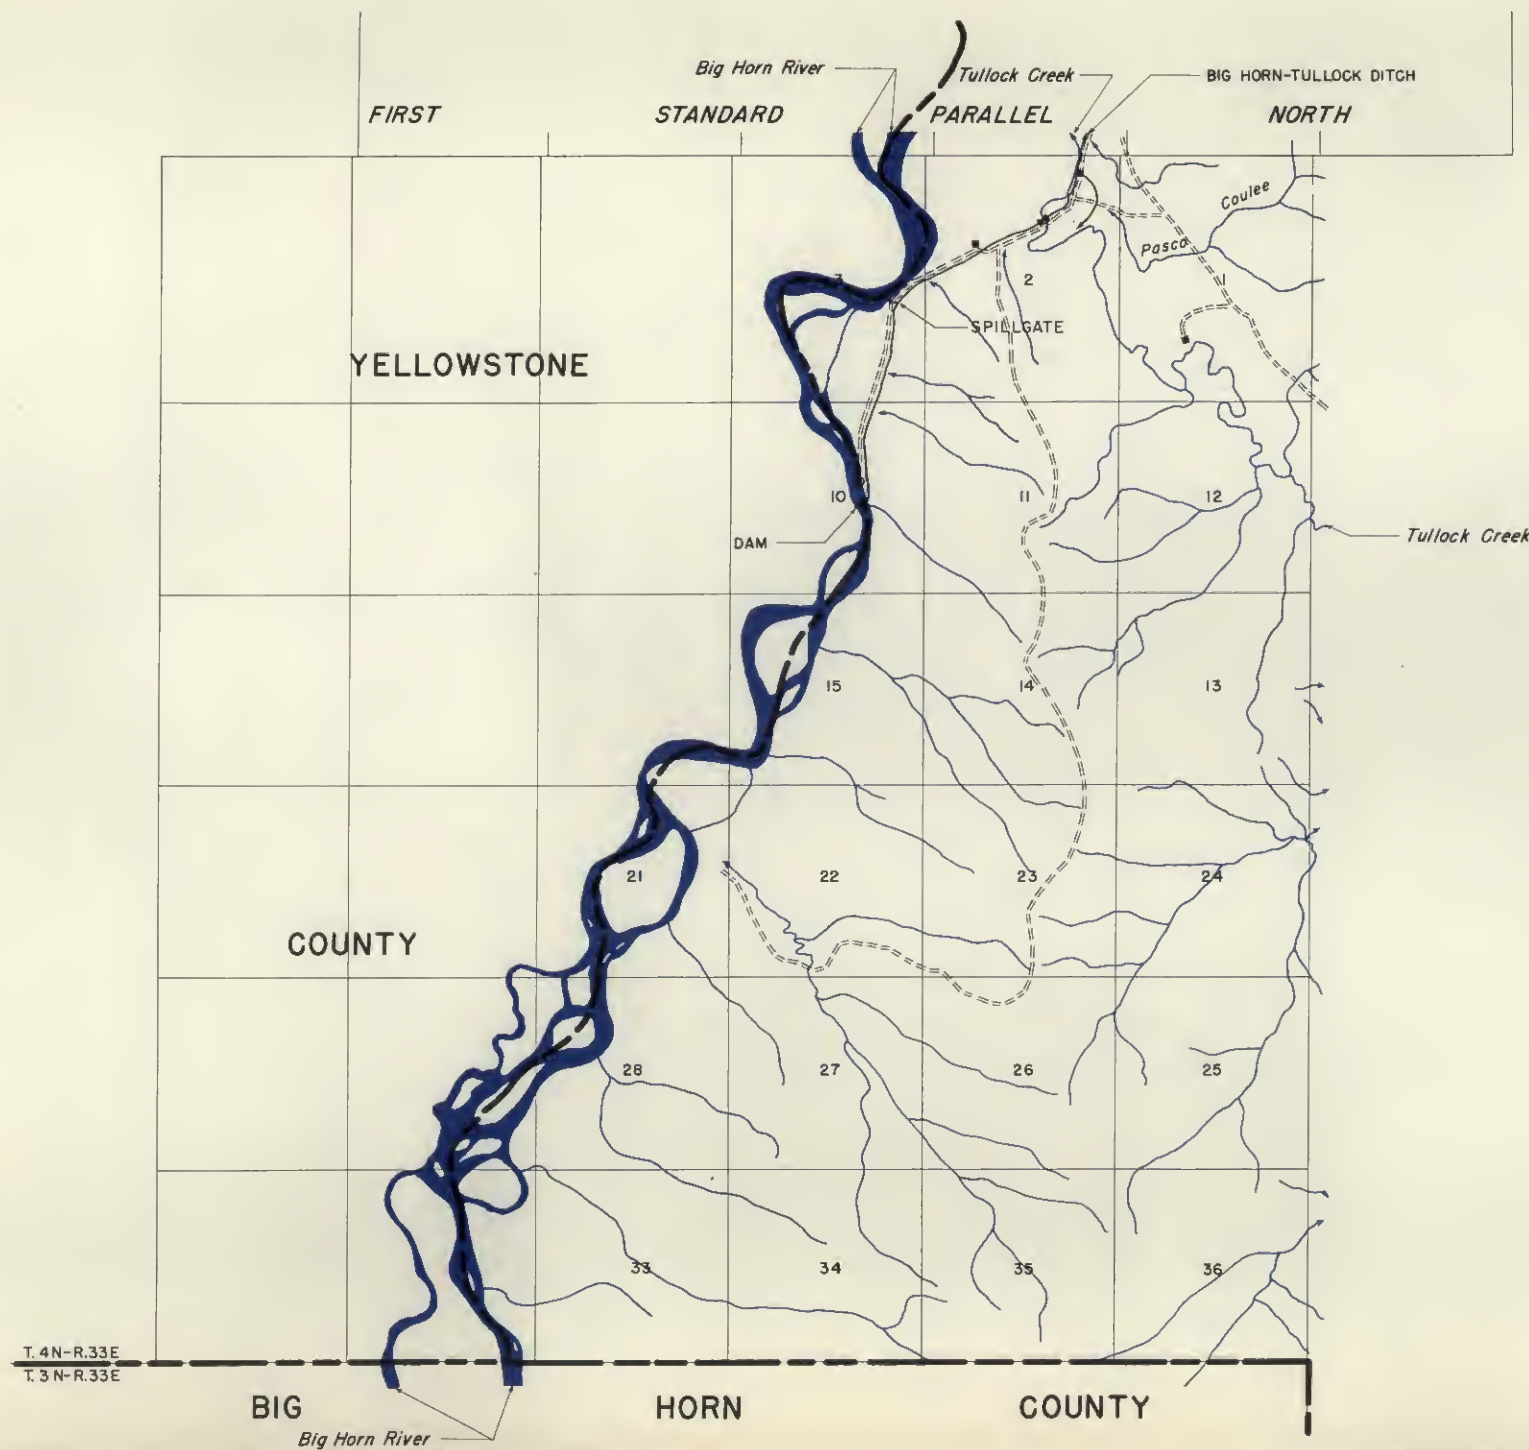 Big Horn River
Tullock Creek
BIG HORN-TULLOCK DITCH
FIRST STANDARD PARALLEL NORTH
Coulee
Pasco
3
2
1
SPILLGATE
YELLOWSTONE
10
11
12
DAM
Tullock Creek
15
14
13
21
22
23
24
COUNTY
28
27
26
25
33
34
35
36
T. 4N-R.33E
T. 3N-R.33E
BIG HORN COUNTY
Big Horn River